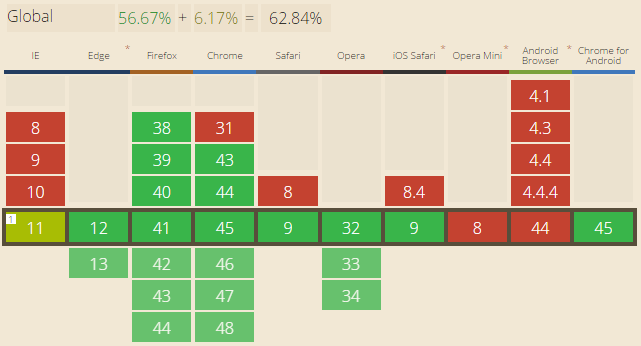 Global 56.67% + 6.17% = 62.84%
IE Edge * Firefox Chrome Safari Opera iOS Safari * Opera Mini * Android Browser * Chrome for Android
4.1
8 38 31 4.3
9 39 43 4.4
10 40 44 8 8.4 4.4.4
1 11 12 41 45 9 32 9 8 44 45
13 42 46 33
43 47 34
44 48